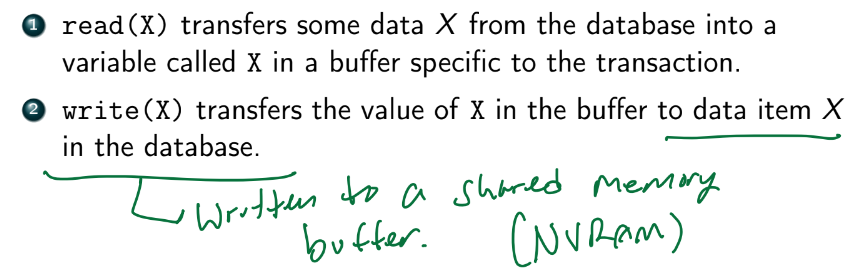 1 read(X) transfers some data X from the database into a
variable called X in a buffer specific to the transaction.
2 write(X) transfers the value of X in the buffer to data item X
in the database.
Written to a shared memory
buffer. (NVRAM)